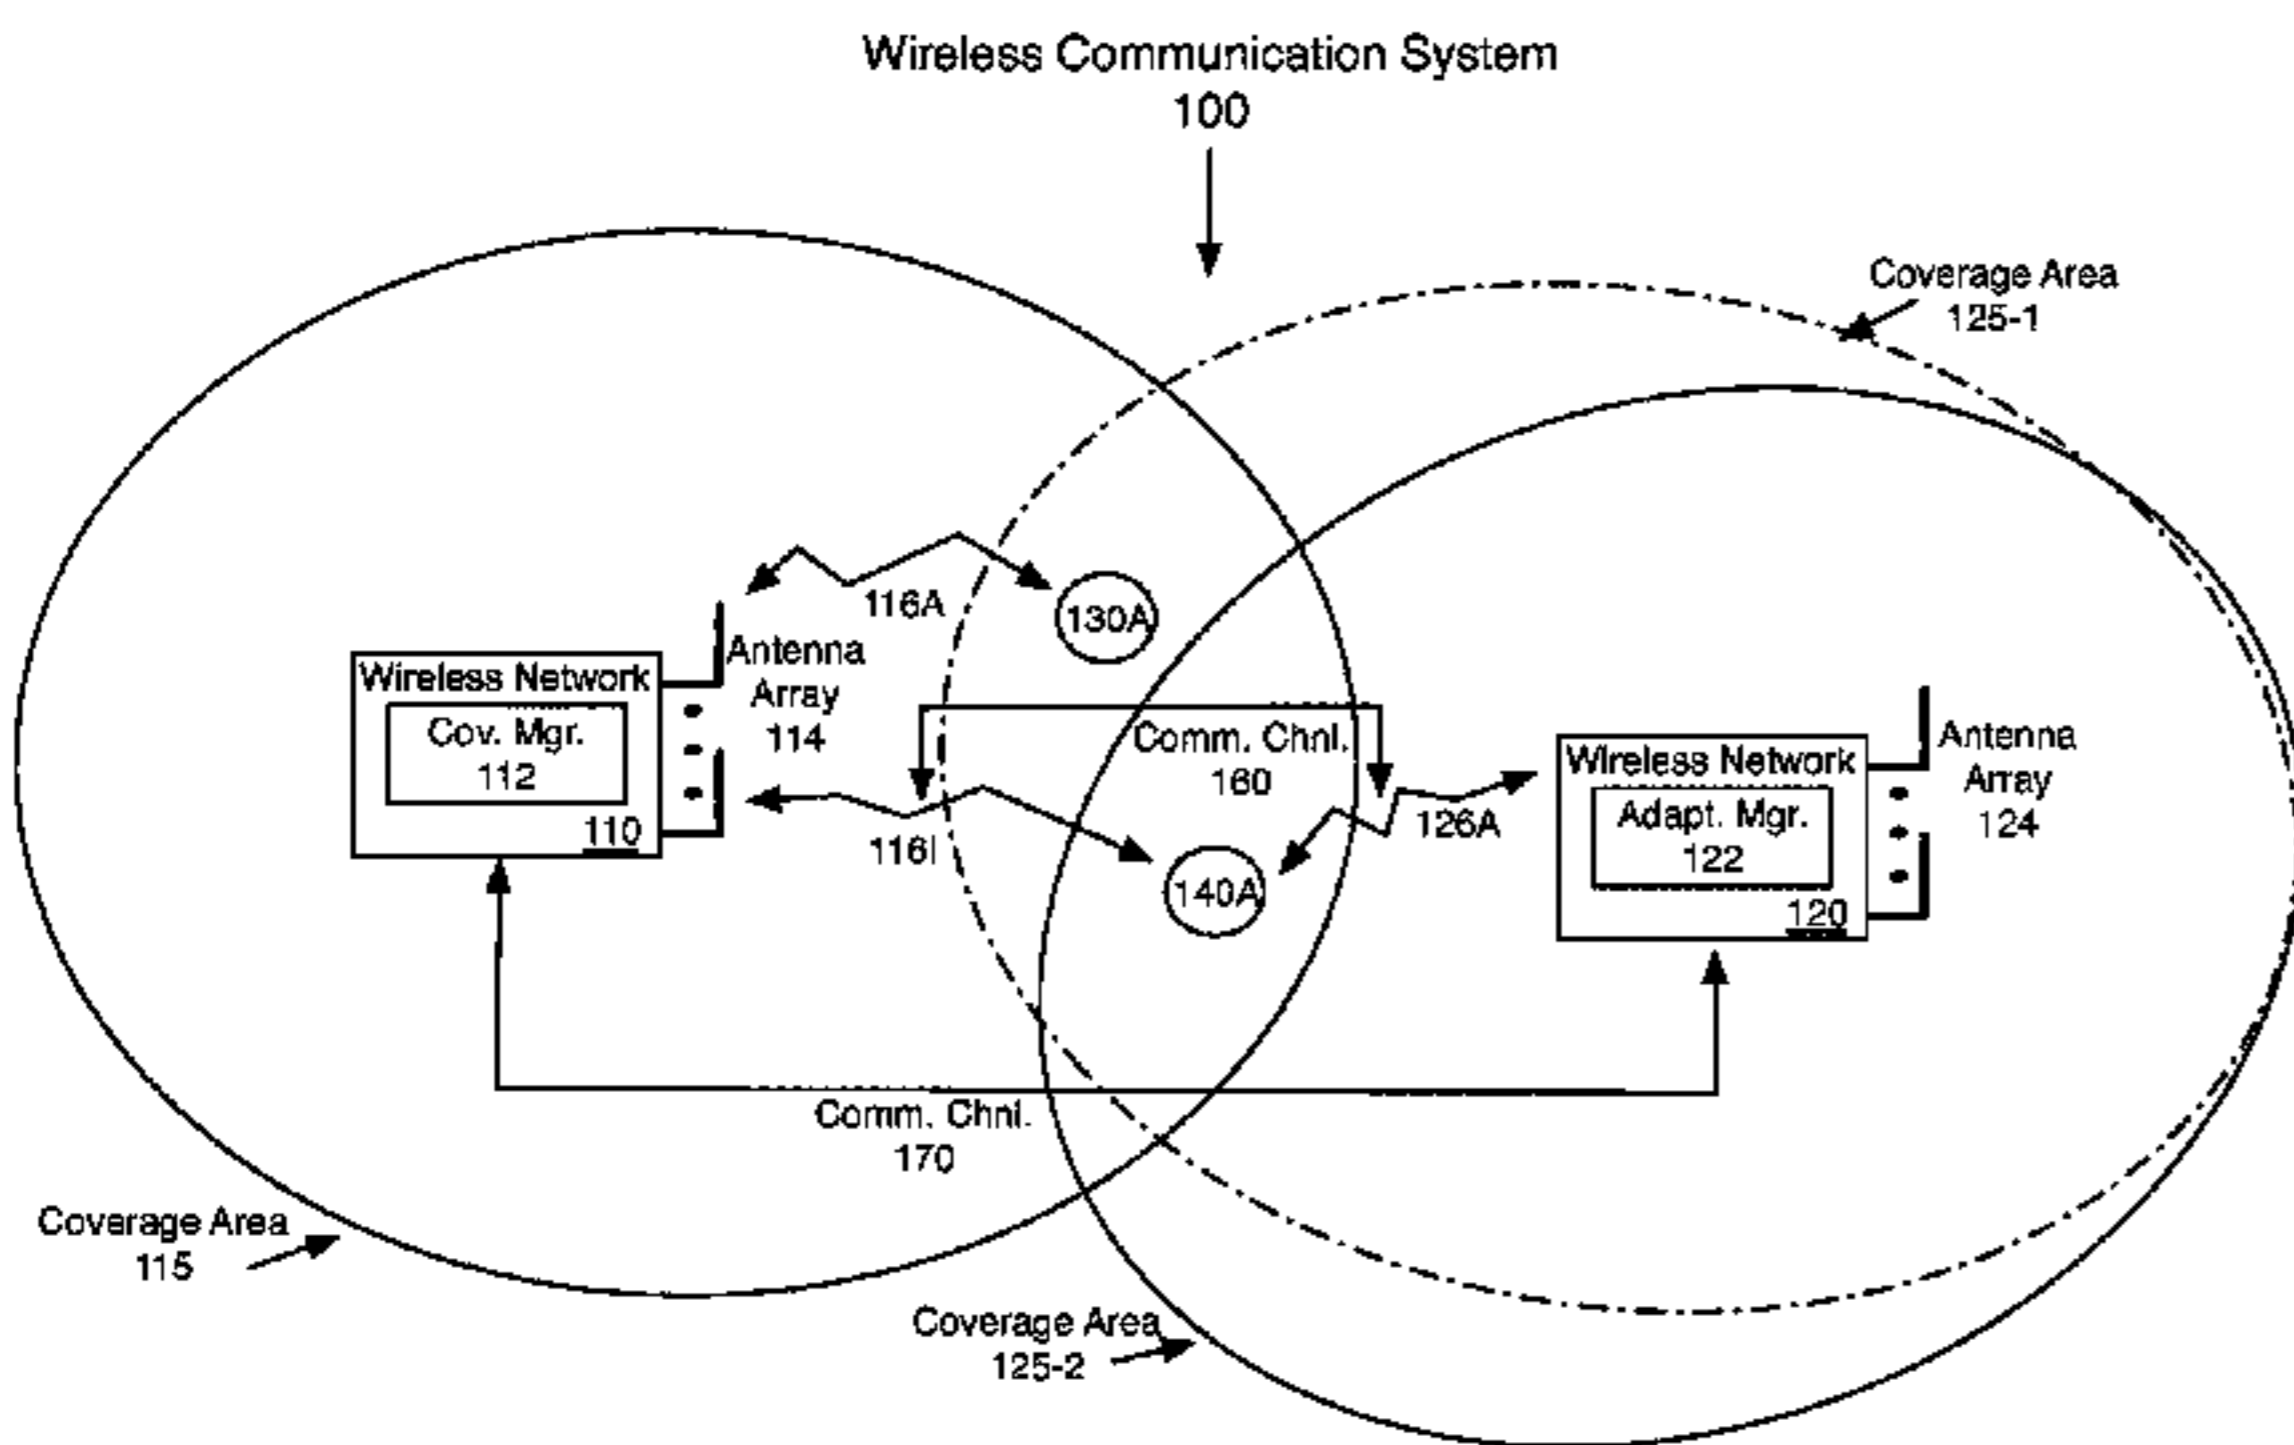 Wireless Communication System
100
Coverage Area
125-1
116A
130A
Antenna
Array
114
Wireless Network
Cov. Mgr.
112
110
Comm. Chnl.
160
116I
140A
126A
Wireless Network
Adapt. Mgr.
122
120
Antenna
Array
124
Comm. Chnl.
170
Coverage Area
115
Coverage Area
125-2